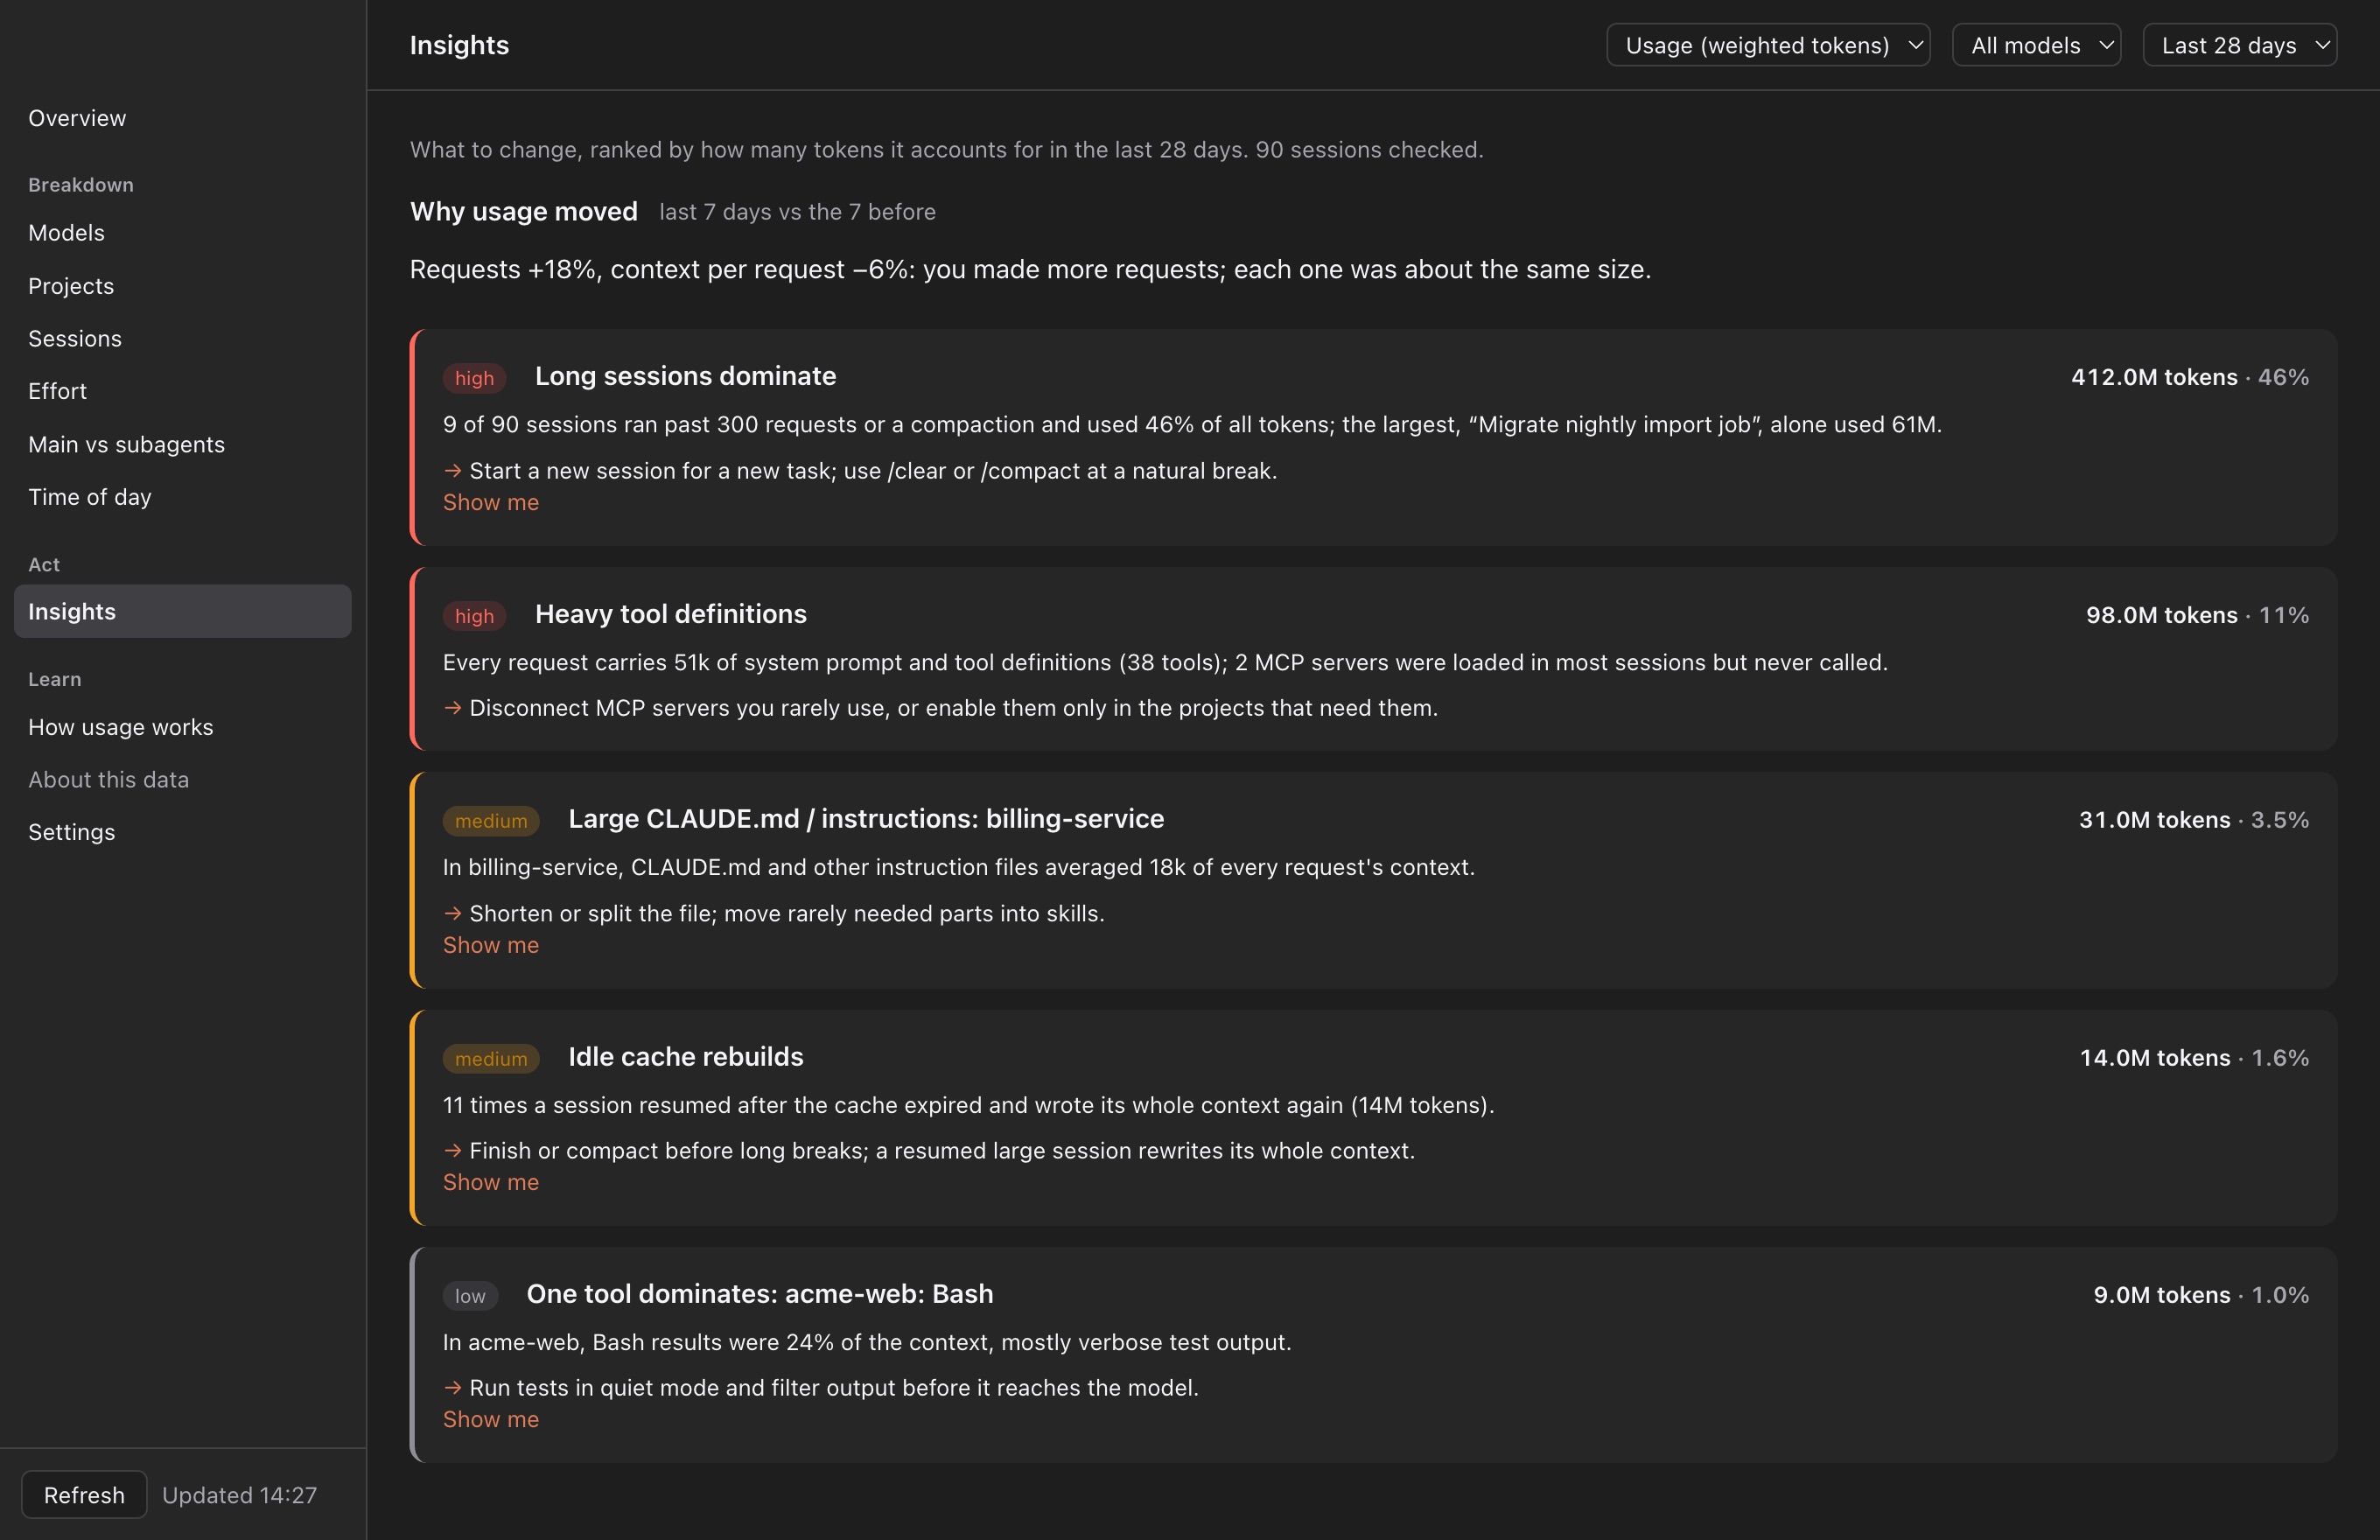 Overview
Breakdown
Models
Projects
Sessions
Effort
Main vs subagents
Time of day
Act
Insights
Learn
How usage works
About this data
Settings
Refresh
Updated 14:27
Insights
Usage (weighted tokens)
All models
Last 28 days
What to change, ranked by how many tokens it accounts for in the last 28 days. 90 sessions checked.
Why usage moved last 7 days vs the 7 before
Requests +18%, context per request −6%: you made more requests; each one was about the same size.
high Long sessions dominate 412.0M tokens · 46%
9 of 90 sessions ran past 300 requests or a compaction and used 46% of all tokens; the largest, “Migrate nightly import job”, alone used 61M.
→ Start a new session for a new task; use /clear or /compact at a natural break.
Show me
high Heavy tool definitions 98.0M tokens · 11%
Every request carries 51k of system prompt and tool definitions (38 tools); 2 MCP servers were loaded in most sessions but never called.
→ Disconnect MCP servers you rarely use, or enable them only in the projects that need them.
medium Large CLAUDE.md / instructions: billing-service 31.0M tokens · 3.5%
In billing-service, CLAUDE.md and other instruction files averaged 18k of every request's context.
→ Shorten or split the file; move rarely needed parts into skills.
Show me
medium Idle cache rebuilds 14.0M tokens · 1.6%
11 times a session resumed after the cache expired and wrote its whole context again (14M tokens).
→ Finish or compact before long breaks; a resumed large session rewrites its whole context.
Show me
low One tool dominates: acme-web: Bash 9.0M tokens · 1.0%
In acme-web, Bash results were 24% of the context, mostly verbose test output.
→ Run tests in quiet mode and filter output before it reaches the model.
Show me